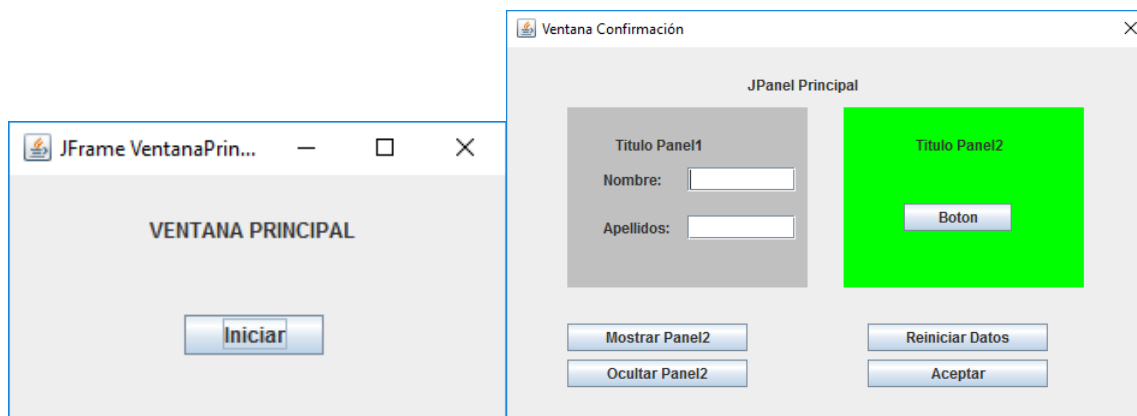 JFrame VentanaPrin...
VENTANA PRINCIPAL
Iniciar
Ventana Confirmación
JPanel Principal
Titulo Panel1
Nombre:
Apellidos:
Titulo Panel2
Boton
Mostrar Panel2
Reiniciar Datos
Ocultar Panel2
Aceptar